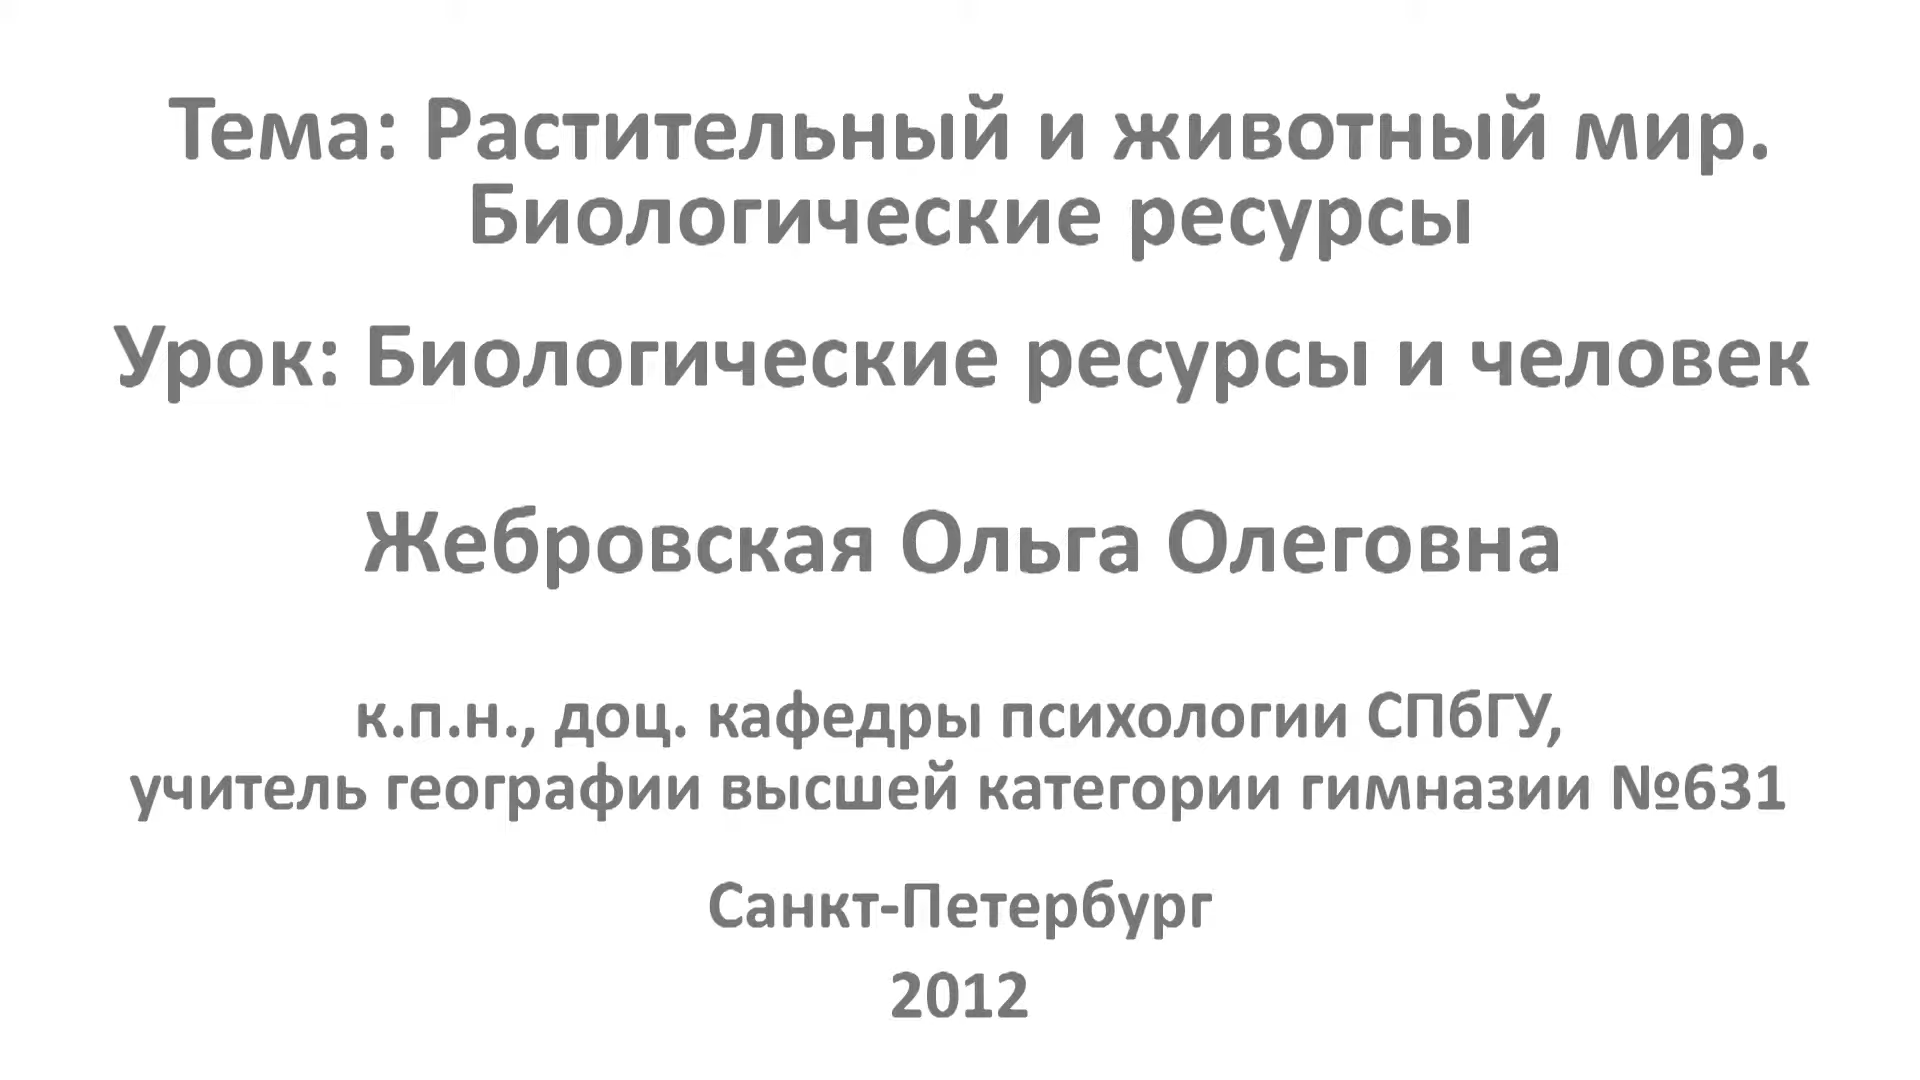 Тема: Растительный и животный мир.
Биологические ресурсы
Урок: Биологические ресурсы и человек
Жебровская Ольга Олеговна
к.п.н., доц. кафедры психологии СПбГУ,
учитель географии высшей категории гимназии №631
Санкт-Петербург
2012